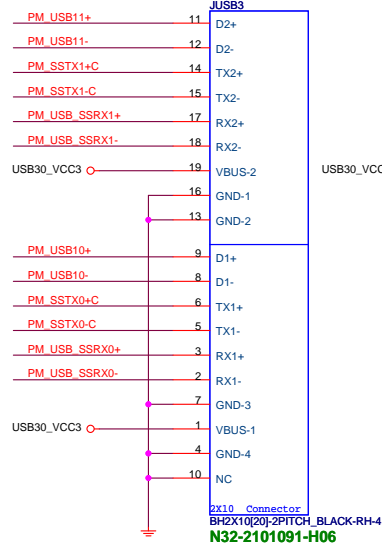 JUSB3
PM_USB11+ 11 D2+
PM_USB11- 12 D2-
PM_SSTX1+C 14 TX2+
PM_SSTX1-C 15 TX2-
PM_USB_SSRX1+ 17 RX2+
PM_USB_SSRX1- 18 RX2-
USB30_VCC3 19 VBUS-2 USB30_VCC
16 GND-1
13 GND-2
PM_USB10+ 9 D1+
PM_USB10- 8 D1-
PM_SSTX0+C 6 TX1+
PM_SSTX0-C 5 TX1-
PM_USB_SSRX0+ 3 RX1+
PM_USB_SSRX0- 2 RX1-
7 GND-3
USB30_VCC3 1 VBUS-1
4 GND-4
10 NC
2X10 Connector
BH2X10[20]-2PITCH_BLACK-RH-4
N32-2101091-H06